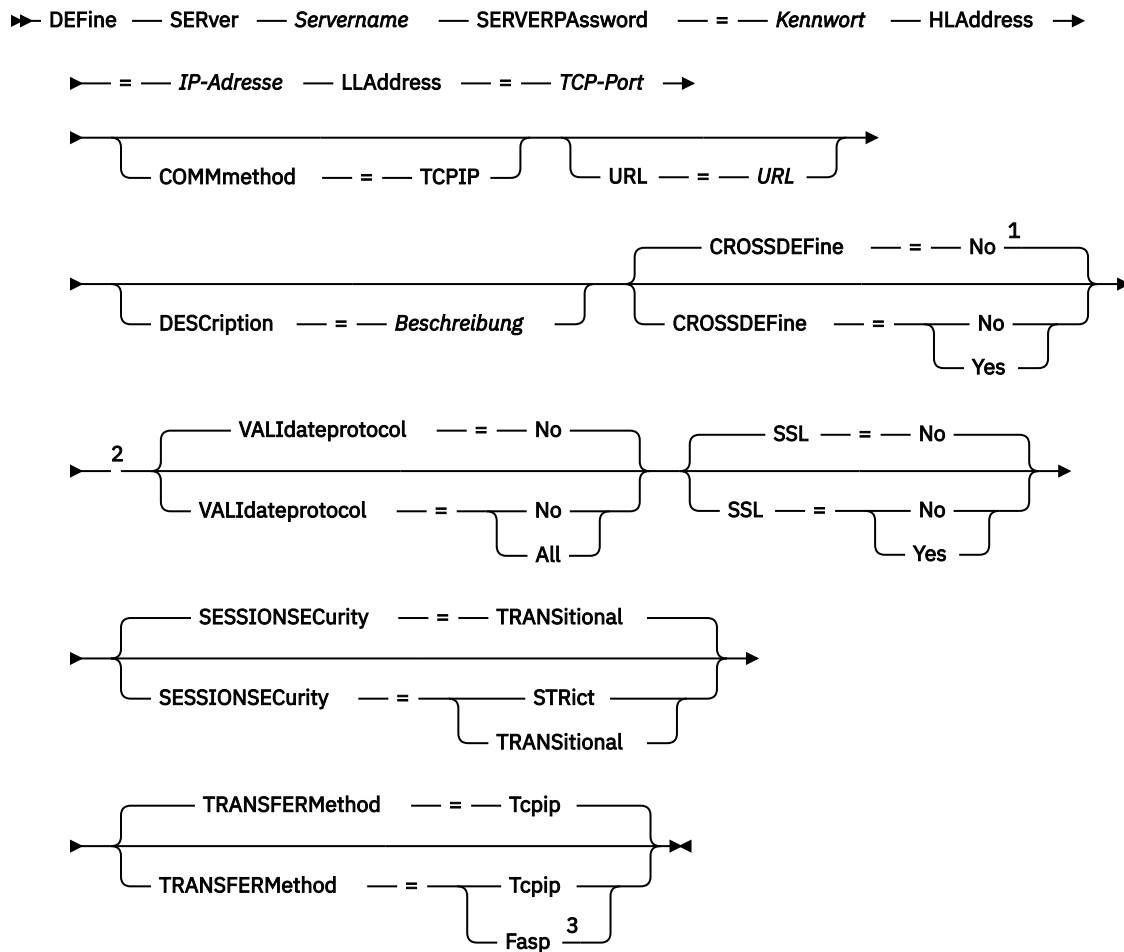 DEFine SERver Servername SERVERPAssword = Kennwort HLAddress
= IP-Adresse LLAddress = TCP-Port
COMMmethod = TCPIP URL = URL
CROSSDEFine = No 1
DESCription = Beschreibung CROSSDEFine = No
Yes
2 VALIdateprotocol = No SSL = No
VALIdateprotocol = No SSL = No
All Yes
SESSIONSECurity = TRANSitional
SESSIONSECurity = STRict
TRANSitional
TRANSFERMethod = Tcpip
TRANSFERMethod = Tcpip
Fasp 3